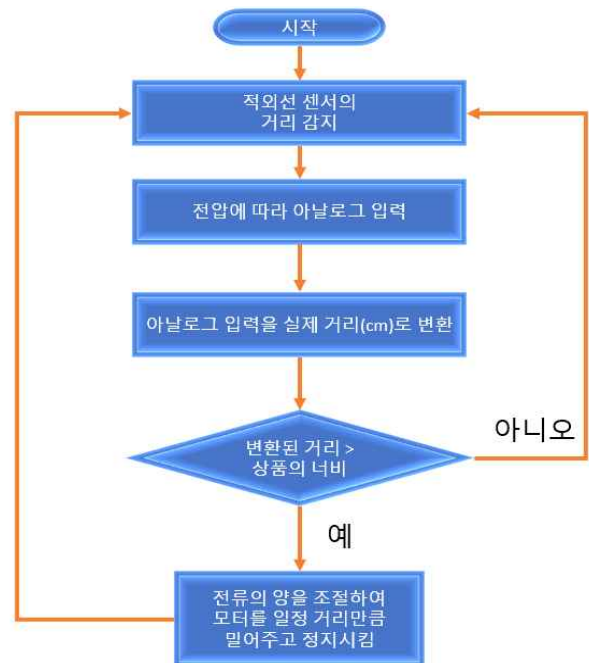 시작
적외선 센서의
거리 감지
전압에 따라 아날로그 입력
아날로그 입력을 실제 거리(cm)로 변환
변환된 거리 >
상품의 너비
아니오
예
전류의 양을 조절하여
모터를 일정 거리만큼
밀어주고 정지시킴